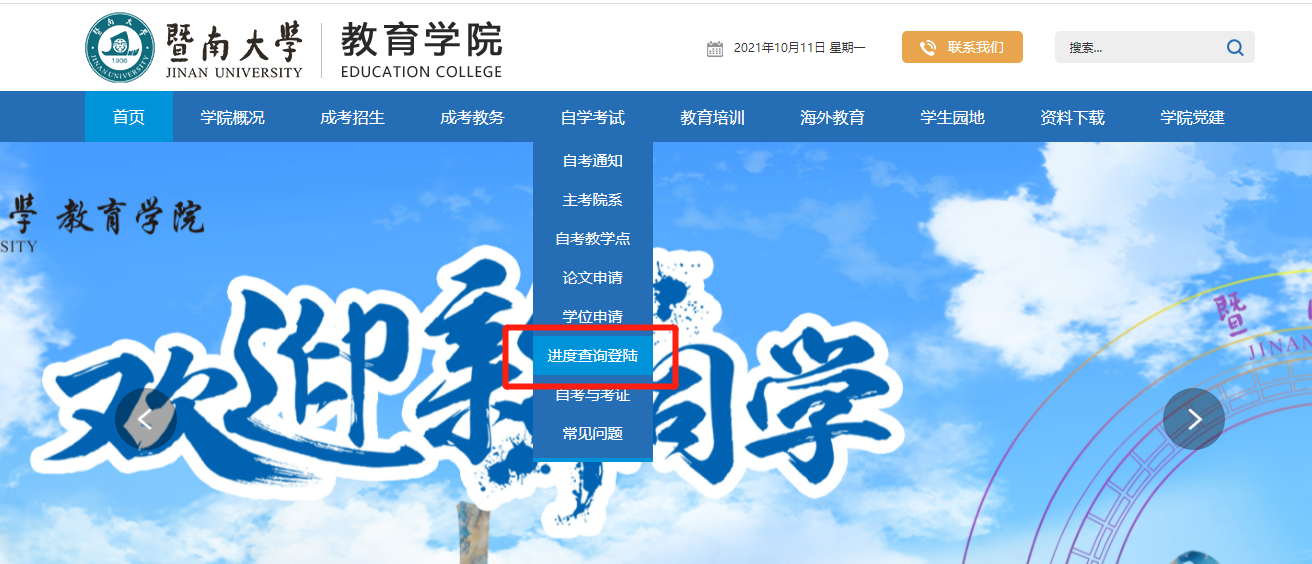 暨南大学
暨南大學
JINAN UNIVERSITY
1906
JINAN UNIVERSITY
教育学院
EDUCATION COLLEGE
2021年10月11日 星期一
联系我们
搜索...
首页
学院概况
成考招生
成考教务
自学考试
教育培训
海外教育
学生园地
资料下载
学院党建
自考通知
主考院系
自考教学点
论文申请
学位申请
进度查询登陆
自考与考证
常见问题
學 教育学院
SITY
欢迎新同学
暨
JINAN